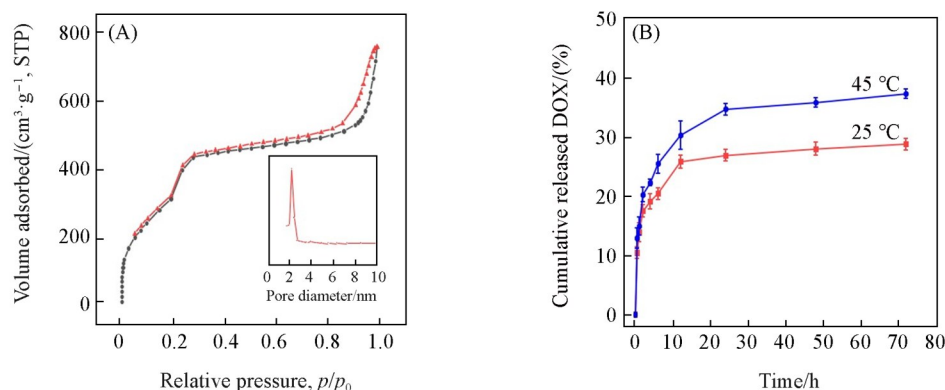 (A)
Volume adsorbed/(cm³·g⁻¹, STP)
800
600
400
200
0
0 0.2 0.4 0.6 0.8 1.0
Relative pressure, p/p₀
0 2 4 6 8 10
Pore diameter/nm
(B)
Cumulative released DOX/(%)
50
40
30
20
10
0
0 10 20 30 40 50 60 70 80
Time/h
45 ℃
25 ℃